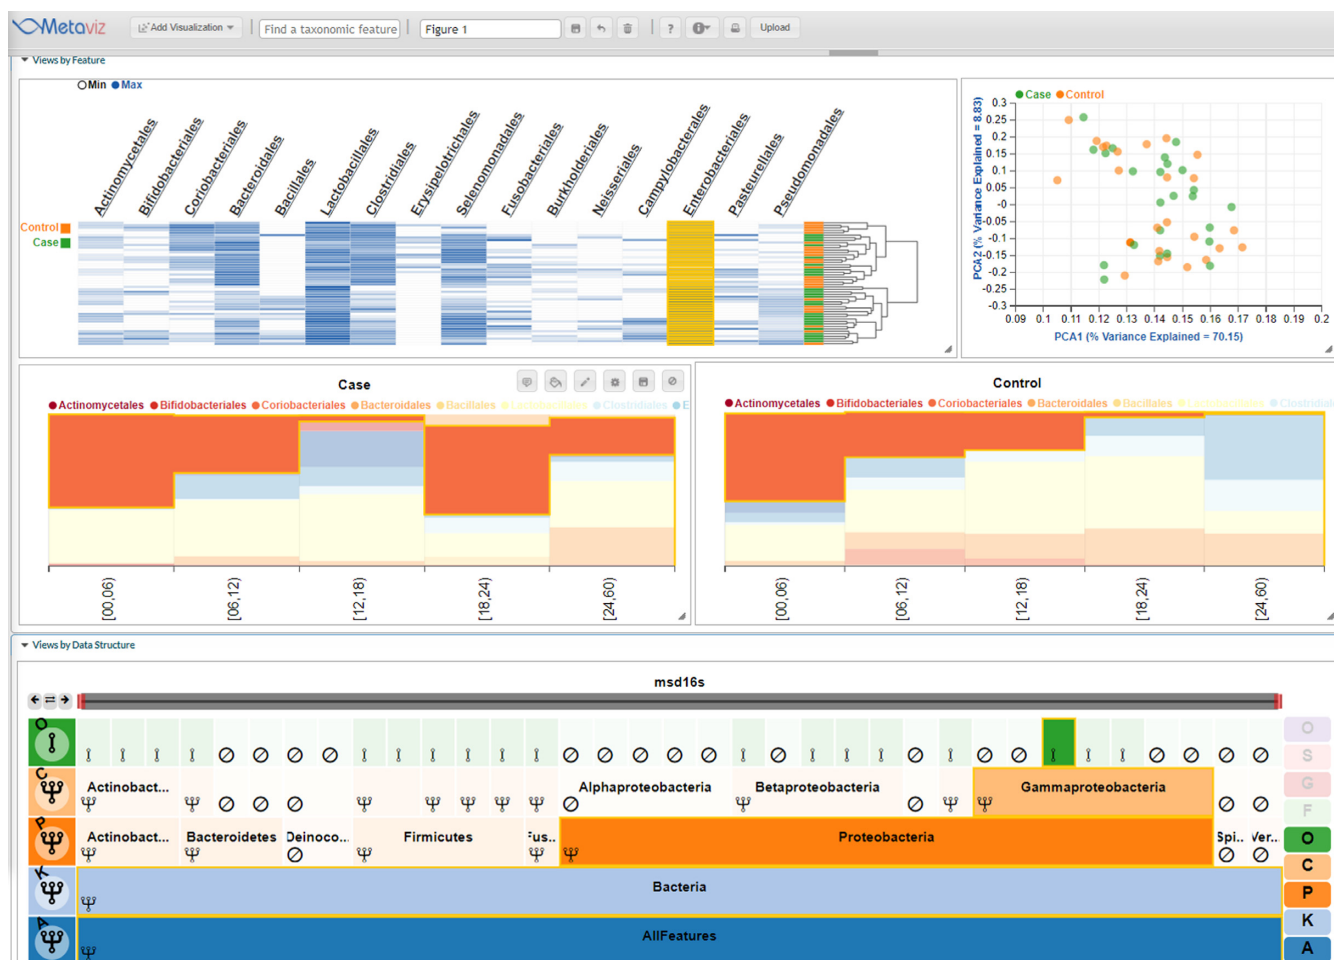 Metaviz
Add Visualization
Find a taxonomic feature
Figure 1
?
Upload
Views by Feature
Min Max
Actinomycetales
Bifidobacteriales
Coriobacteriales
Bacteroidales
Bacillales
Lactobacillales
Clostridiales
Erysipelotrichales
Selenomonadales
Fusobacteriales
Burkholderiales
Neisseriales
Campylobacterales
Enterobacteriales
Pasteurellales
Pseudomonadales
Control
Case
Case Control
PCA2 (% Variance Explained = 8.83)
0.3
0.25
0.2
0.15
0.1
0.05
-0
-0.05
-0.1
-0.15
-0.2
-0.25
-0.3
0.09 0.1 0.11 0.12 0.13 0.14 0.15 0.16 0.17 0.18 0.19 0.2
PCA1 (% Variance Explained = 70.15)
Case
Actinomycetales Bifidobacteriales Coriobacteriales Bacteroidales Bacillales Lactobacillales Clostridiales E
[00,06) [06,12) [12,18) [18,24) [24,60)
Control
Actinomycetales Bifidobacteriales Coriobacteriales Bacteroidales Bacillales Lactobacillales Clostridial
[00,06) [06,12) [12,18) [18,24) [24,60)
Views by Data Structure
msd16s
O
O
C
Actinobact... Alphaproteobacteria Betaproteobacteria Gammaproteobacteria
S
G
F
P
Actinobact... Bacteroidetes Deinoco... Firmicutes Fus... Proteobacteria Spi... Ver...
O
C
K
Bacteria
P
K
A
AllFeatures
A